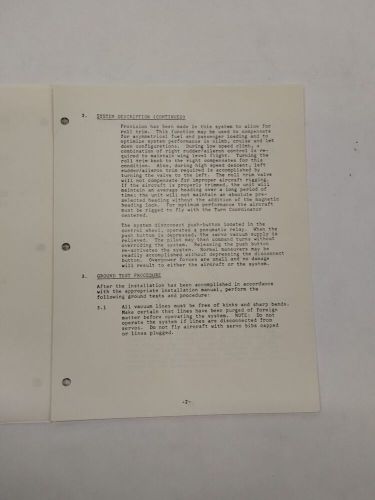 2. SYSTEM DESCRIPTION (CONTINUED)
Provision has been made in this system to allow for
roll trim. This function may be used to compensate
for asymmetrical fuel and passenger loading and to
optimize system performance in climb, cruise and let
down configurations. During low speed climb, a
combination of right rudder/aileron control is re-
quired to maintain wing level flight. Turning the
roll trim knob to the right compensates for this
condition. Also, during high speed descent, left
rudder/aileron trim required is accomplished by
turning the valve to the left. The roll trim valve
will not compensate for improper aircraft rigging.
If the aircraft is properly trimmed, the unit will
maintain an average heading over a long period of
time; the unit will not maintain an absolute pre-
selected heading without the addition of the magnetic
heading lock. For optimum performance the aircraft
must be rigged to fly with the Turn Coordinator
centered.
The system disconnect push-button located in the
control wheel, operates a pneumatic relay. When the
push button is depressed, the servo vacuum supply is
relieved. The pilot may then command turns without
overriding the system. Releasing the push button
re-activates the system. Normal maneuvers may be
readily accomplished without depressing the disconnect
button. Overpower forces are small and no damage
will result to either the aircraft or the system.
3. GROUND TEST PROCEDURE
After the installation has been accomplished in accordance
with the appropriate installation manual, perform the
following ground tests and procedure:
3.1 All vacuum lines must be free of kinks and sharp bends.
Make certain that lines have been purged of foreign
matter before operating the system. NOTE: Do not
operate the system if lines are disconnected from
servos. Do not fly aircraft with servo bibs capped
or lines plugged.
-2-